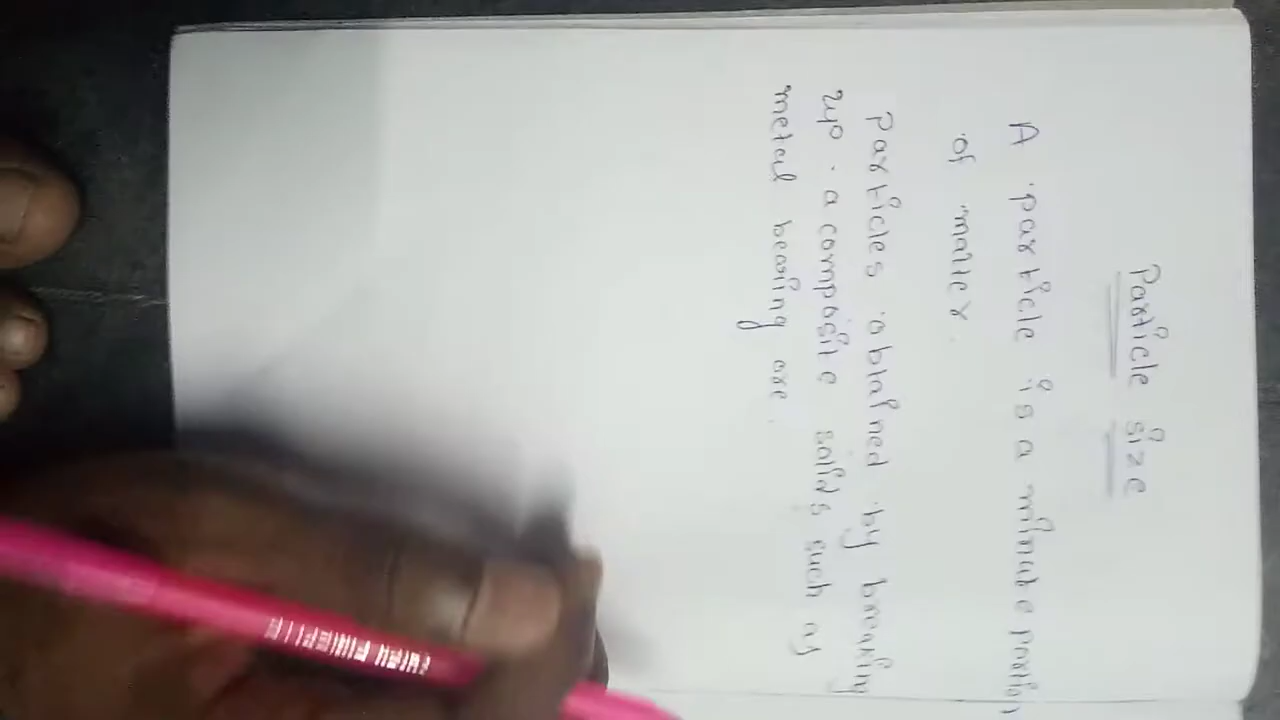 Particle size
A particle is a minute portion
of matter.
Particles obtained by breaking
up a composite solids such as
metal bearing ore.